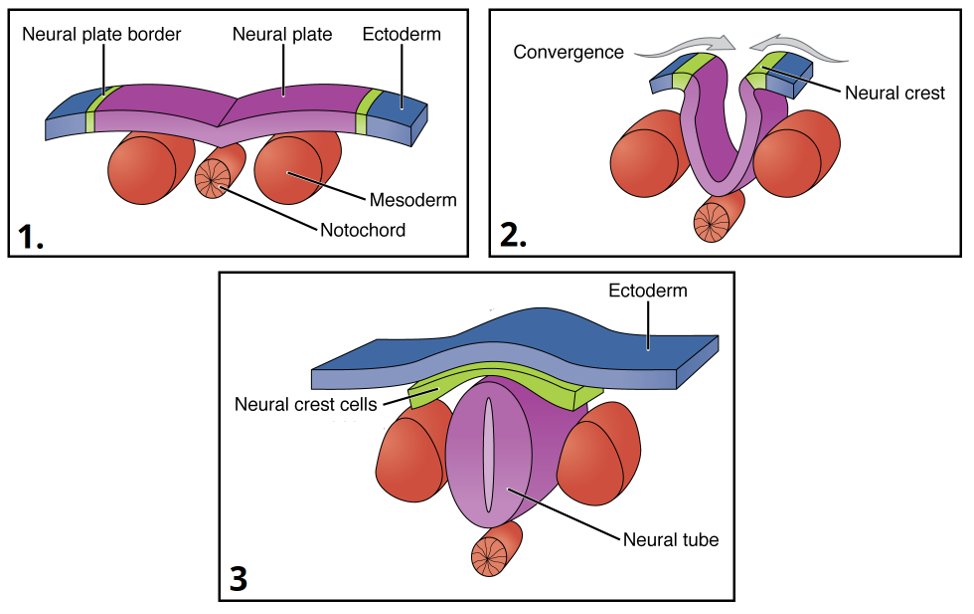 Neural plate border
Neural plate
Ectoderm
Mesoderm
Notochord
1.
Convergence
Neural crest
2.
Ectoderm
Neural crest cells
Neural tube
3